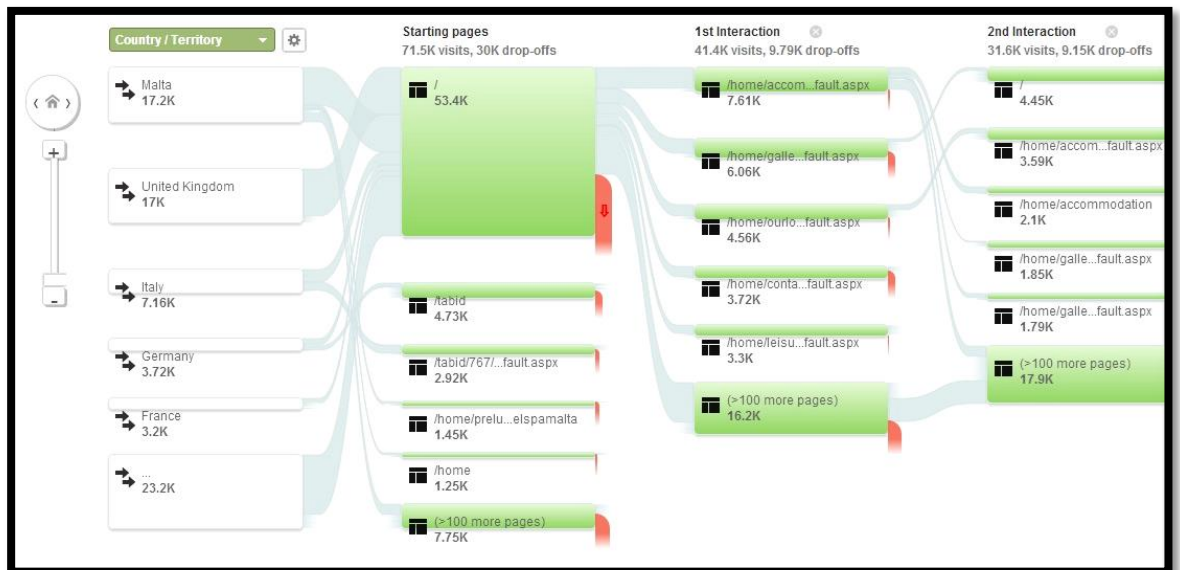 Country / Territory
Malta
17.2K
United Kingdom
17K
Italy
7.16K
Germany
3.72K
France
3.2K
...
23.2K
Starting pages
71.5K visits, 30K drop-offs
/
53.4K
/tabid
4.73K
/tabid/767/...fault.aspx
2.92K
/home/prelu...elspamalta
1.45K
/home
1.25K
(>100 more pages)
7.75K
1st Interaction
41.4K visits, 9.79K drop-offs
/home/accom...fault.aspx
7.61K
/home/galle...fault.aspx
6.06K
/home/ourlo...fault.aspx
4.56K
/home/conta...fault.aspx
3.72K
/home/leisu...fault.aspx
3.3K
(>100 more pages)
16.2K
2nd Interaction
31.6K visits, 9.15K drop-offs
/
4.45K
/home/accom...fault.aspx
3.59K
/home/accommodation
2.1K
/home/galle...fault.aspx
1.85K
/home/galle...fault.aspx
1.79K
(>100 more pages)
17.9K